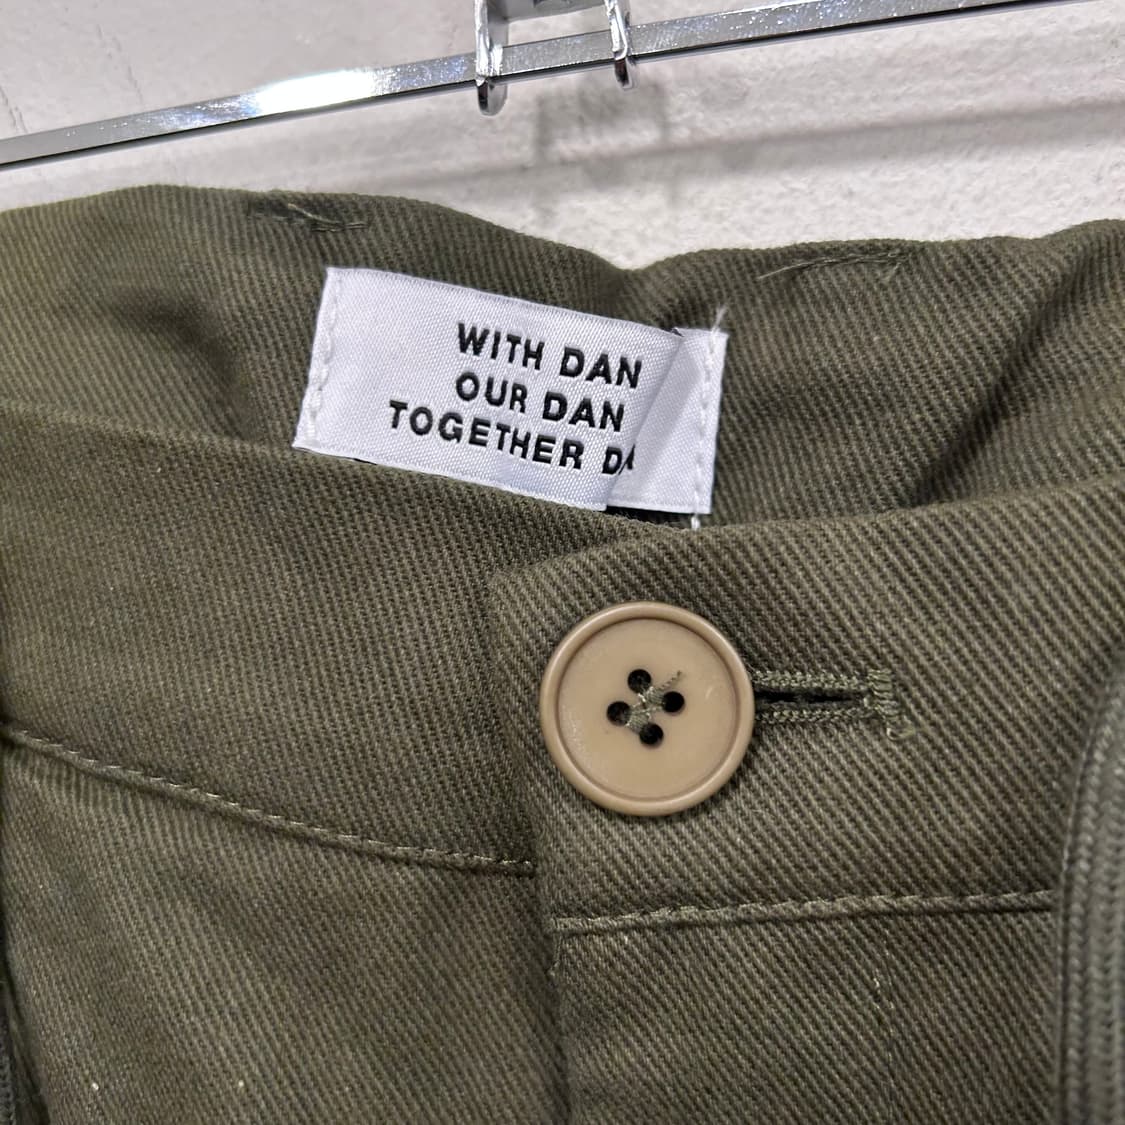 WITH DAN
OUR DAN
TOGETHER D